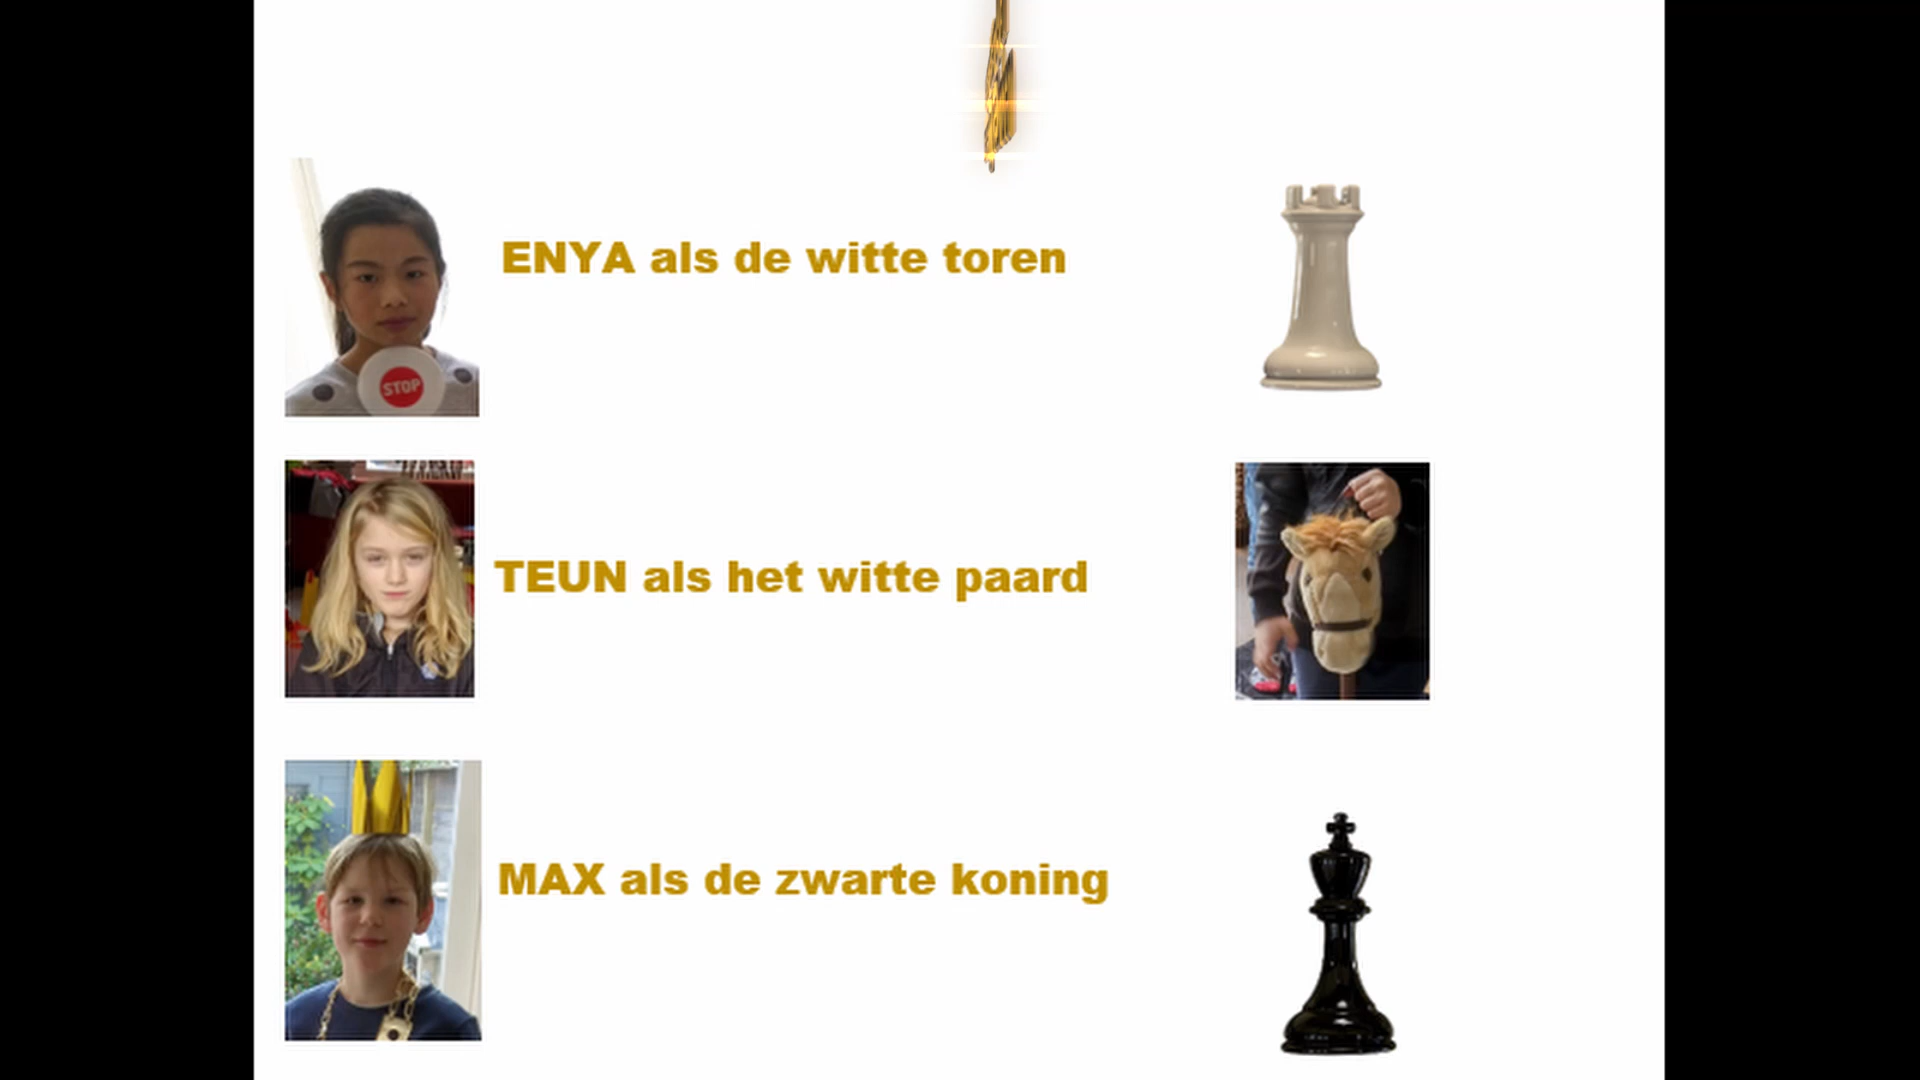 ENYA als de witte toren
STOP
TEUN als het witte paard
MAX als de zwarte koning